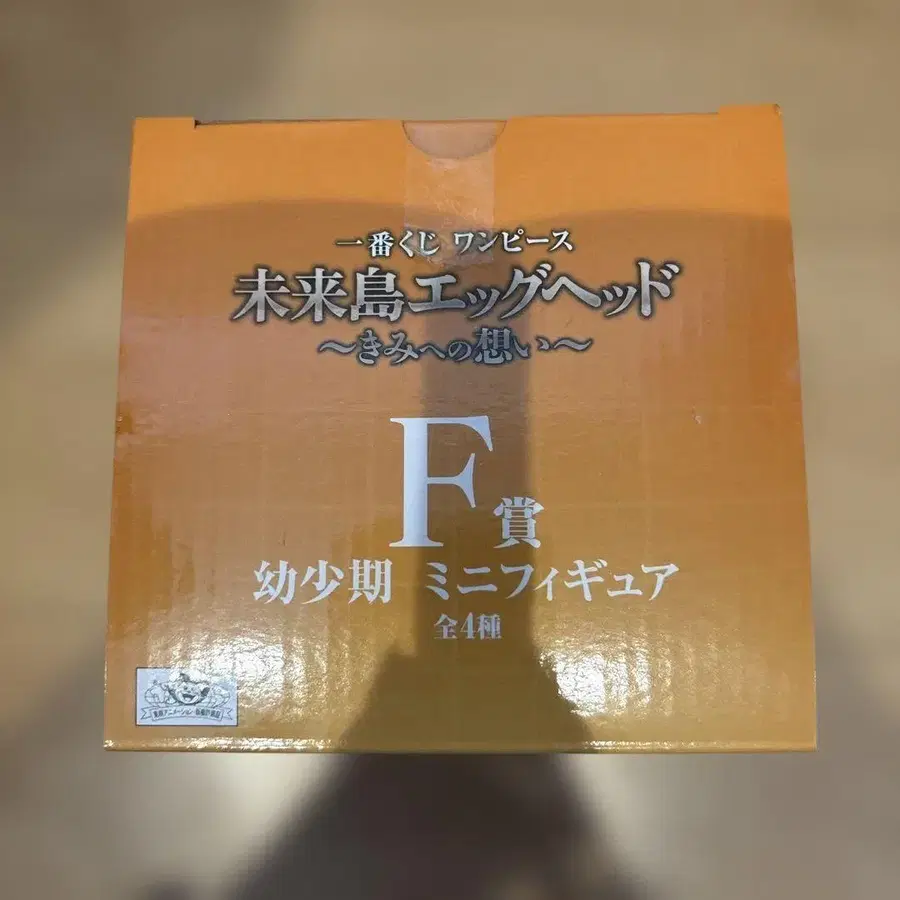 一番くじ ワンピース
未来島エッグヘッド
〜きみへの想い〜
F賞
幼少期 ミニフィギュア
全4種